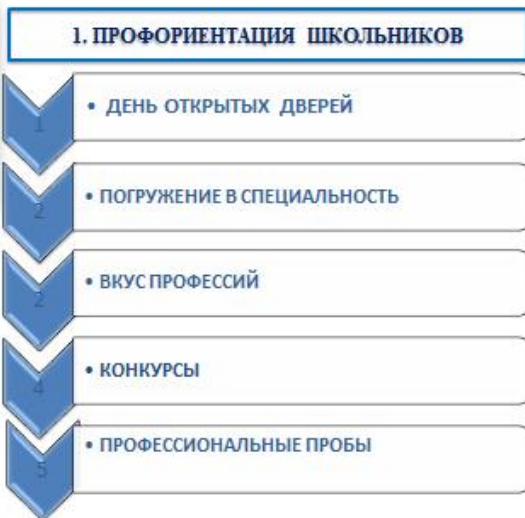 1. ПРОФОРИЕНТАЦИЯ ШКОЛЬНИКОВ
1
• ДЕНЬ ОТКРЫТЫХ ДВЕРЕЙ
2
• ПОГРУЖЕНИЕ В СПЕЦИАЛЬНОСТЬ
2
• ВКУС ПРОФЕССИЙ
4
• КОНКУРСЫ
5
• ПРОФЕССИОНАЛЬНЫЕ ПРОБЫ